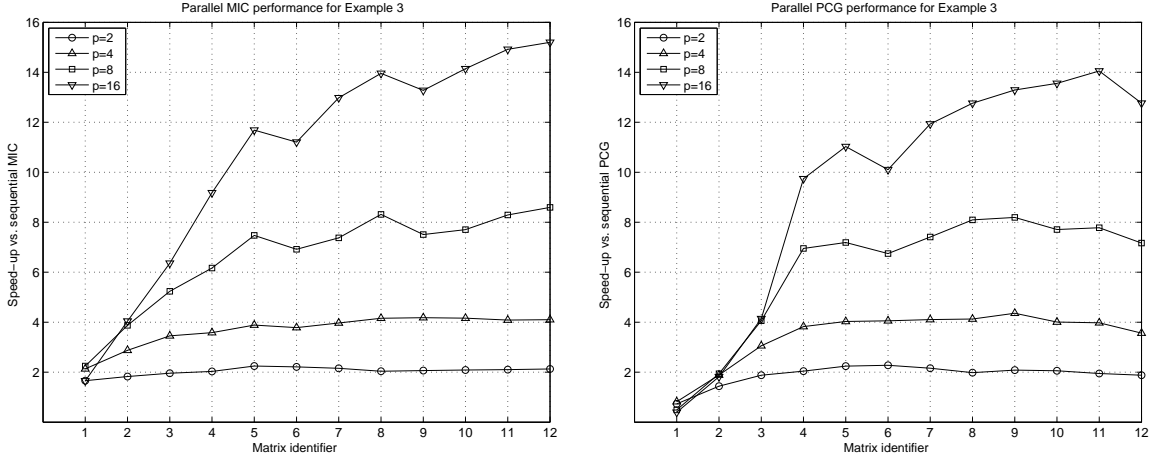 Parallel MIC performance for Example 3
16
14
12
10
8
6
4
2
p=2
p=4
p=8
p=16
Speed−up vs. sequential MIC
1 2 3 4 5 6 7 8 9 10 11 12
Matrix identifier
Parallel PCG performance for Example 3
16
14
12
10
8
6
4
2
p=2
p=4
p=8
p=16
Speed−up vs. sequential PCG
1 2 3 4 5 6 7 8 9 10 11 12
Matrix identifier